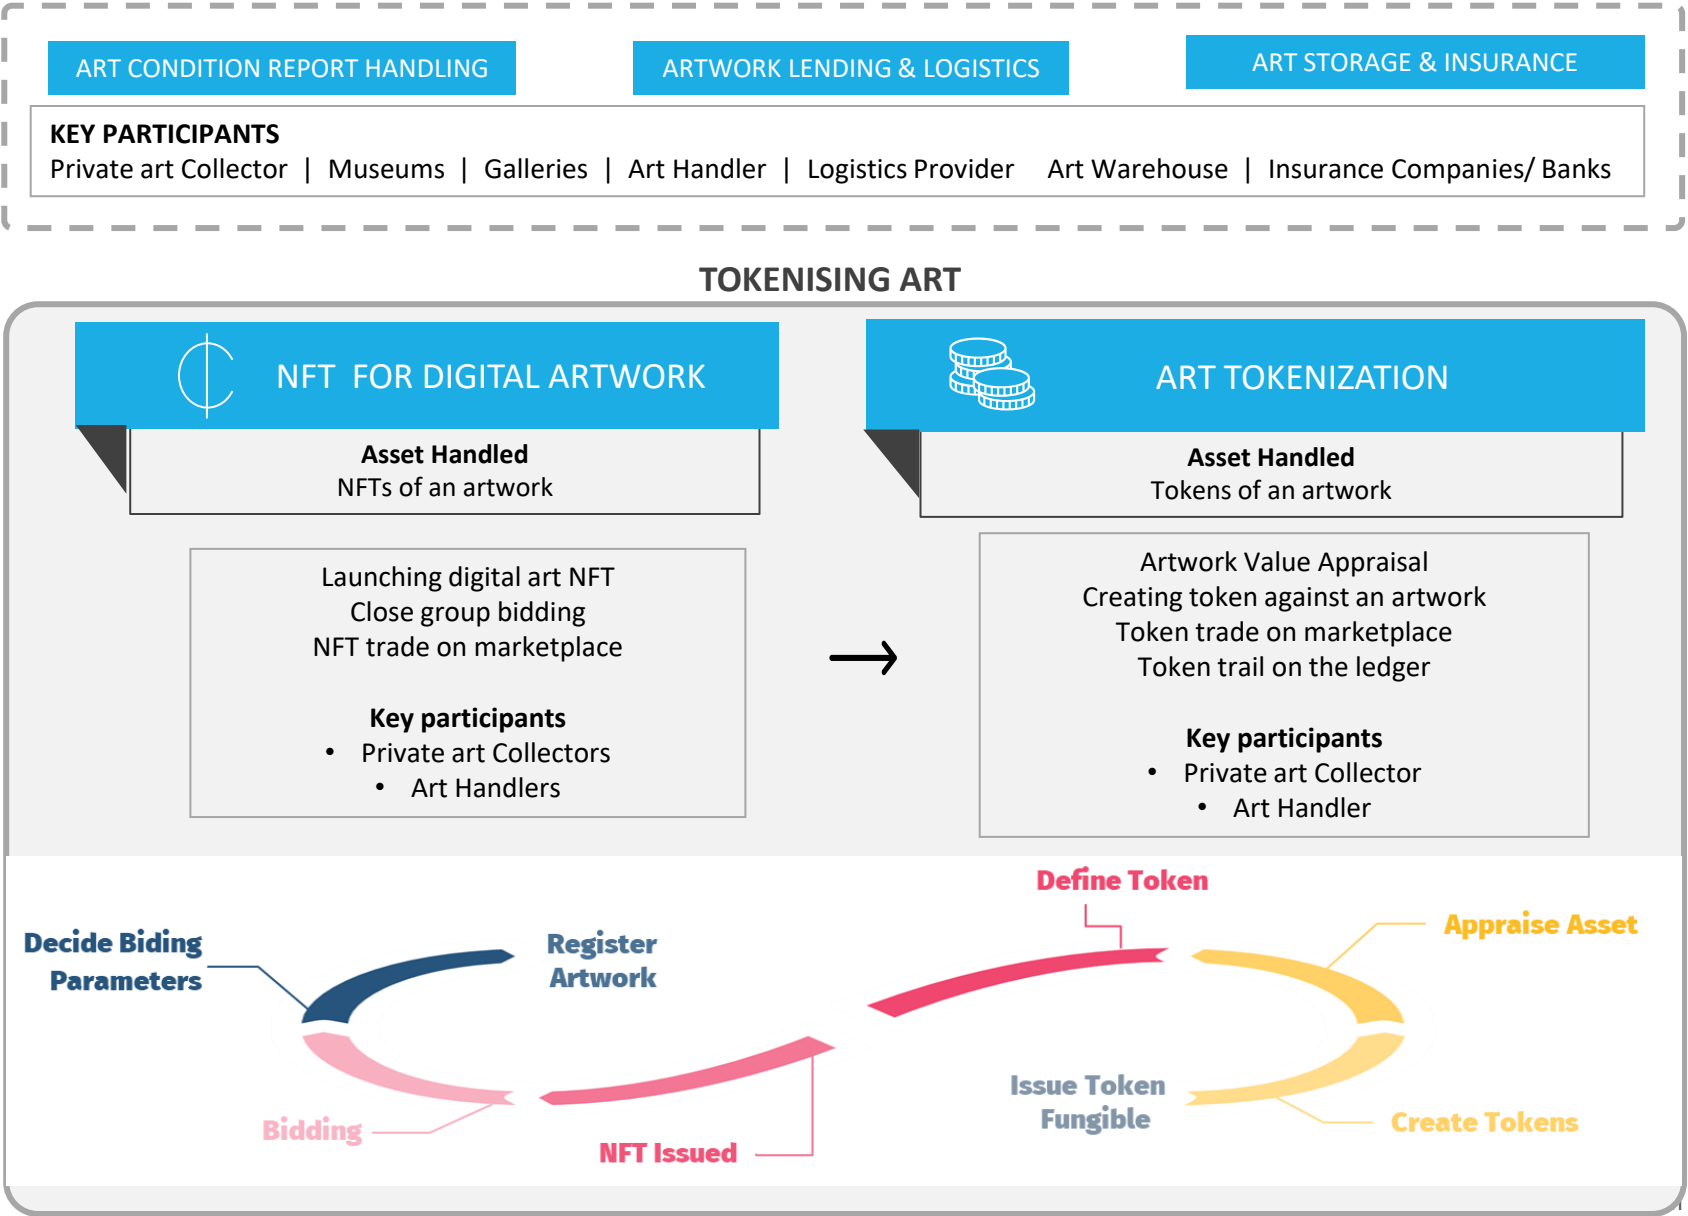 ART CONDITION REPORT HANDLING
ARTWORK LENDING & LOGISTICS
ART STORAGE & INSURANCE
KEY PARTICIPANTS
Private art Collector | Museums | Galleries | Art Handler | Logistics Provider Art Warehouse | Insurance Companies/ Banks
TOKENISING ART
NFT FOR DIGITAL ARTWORK
Asset Handled
NFTs of an artwork
Launching digital art NFT
Close group bidding
NFT trade on marketplace
Key participants
• Private art Collectors
• Art Handlers
ART TOKENIZATION
Asset Handled
Tokens of an artwork
Artwork Value Appraisal
Creating token against an artwork
Token trade on marketplace
Token trail on the ledger
Key participants
• Private art Collector
• Art Handler
Decide Biding
Parameters
Register
Artwork
Bidding
NFT Issued
Define Token
Appraise Asset
Issue Token
Fungible
Create Tokens